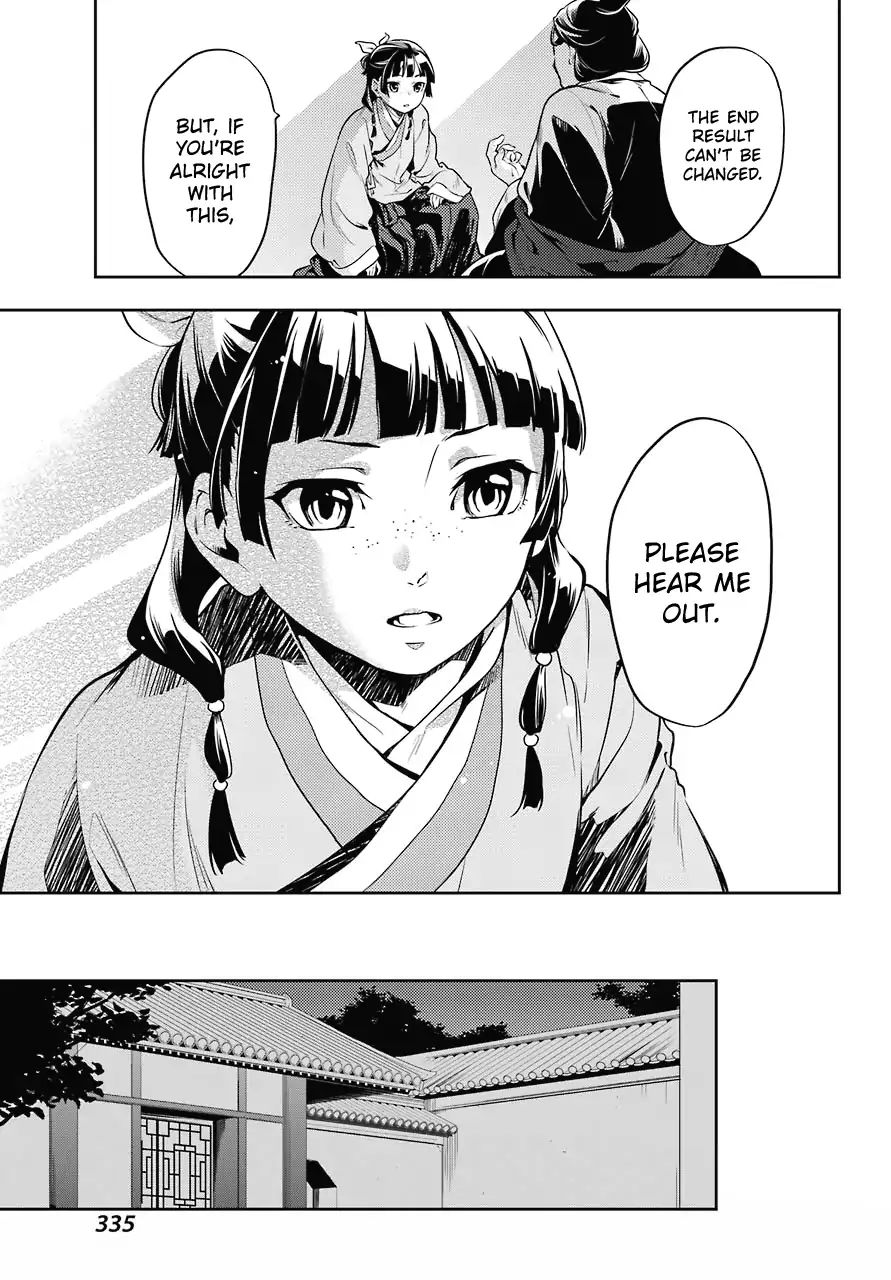 THE END
RESULT
CAN'T BE
CHANGED.
BUT, IF
YOU'RE
ALRIGHT
WITH
THIS,
PLEASE
HEAR ME
OUT.
335